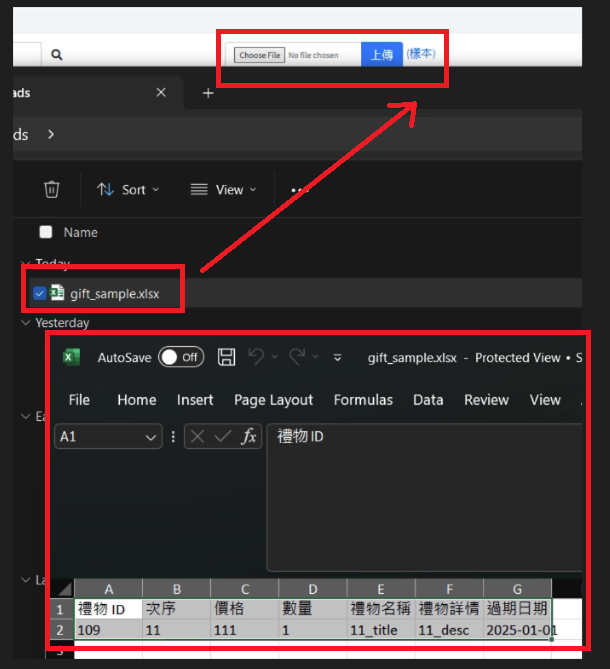 Choose File No file chosen 上傳 (樣本)
ads
ds
Sort View
Name
Today
gift_sample.xlsx
Yesterday
AutoSave Off gift_sample.xlsx - Protected View • S
File Home Insert Page Layout Formulas Data Review View
Ea
A1 fx 禮物 ID
La
A B C D E F G
1 禮物 ID 次序 價格 數量 禮物名稱 禮物詳情 過期日期
2 109 11 111 1 11_title 11_desc 2025-01-01
3